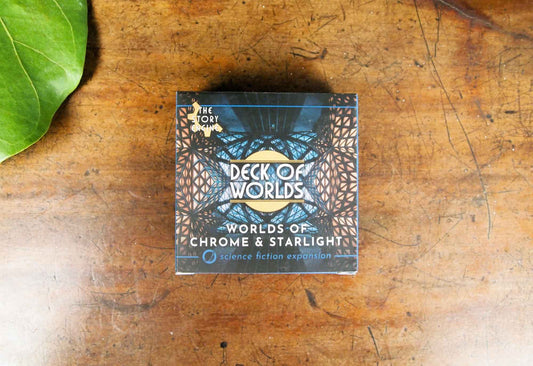 THE
STORY
ENGINE
DECK OF
WORLDS
WORLDS OF
CHROME & STARLIGHT
science fiction expansion